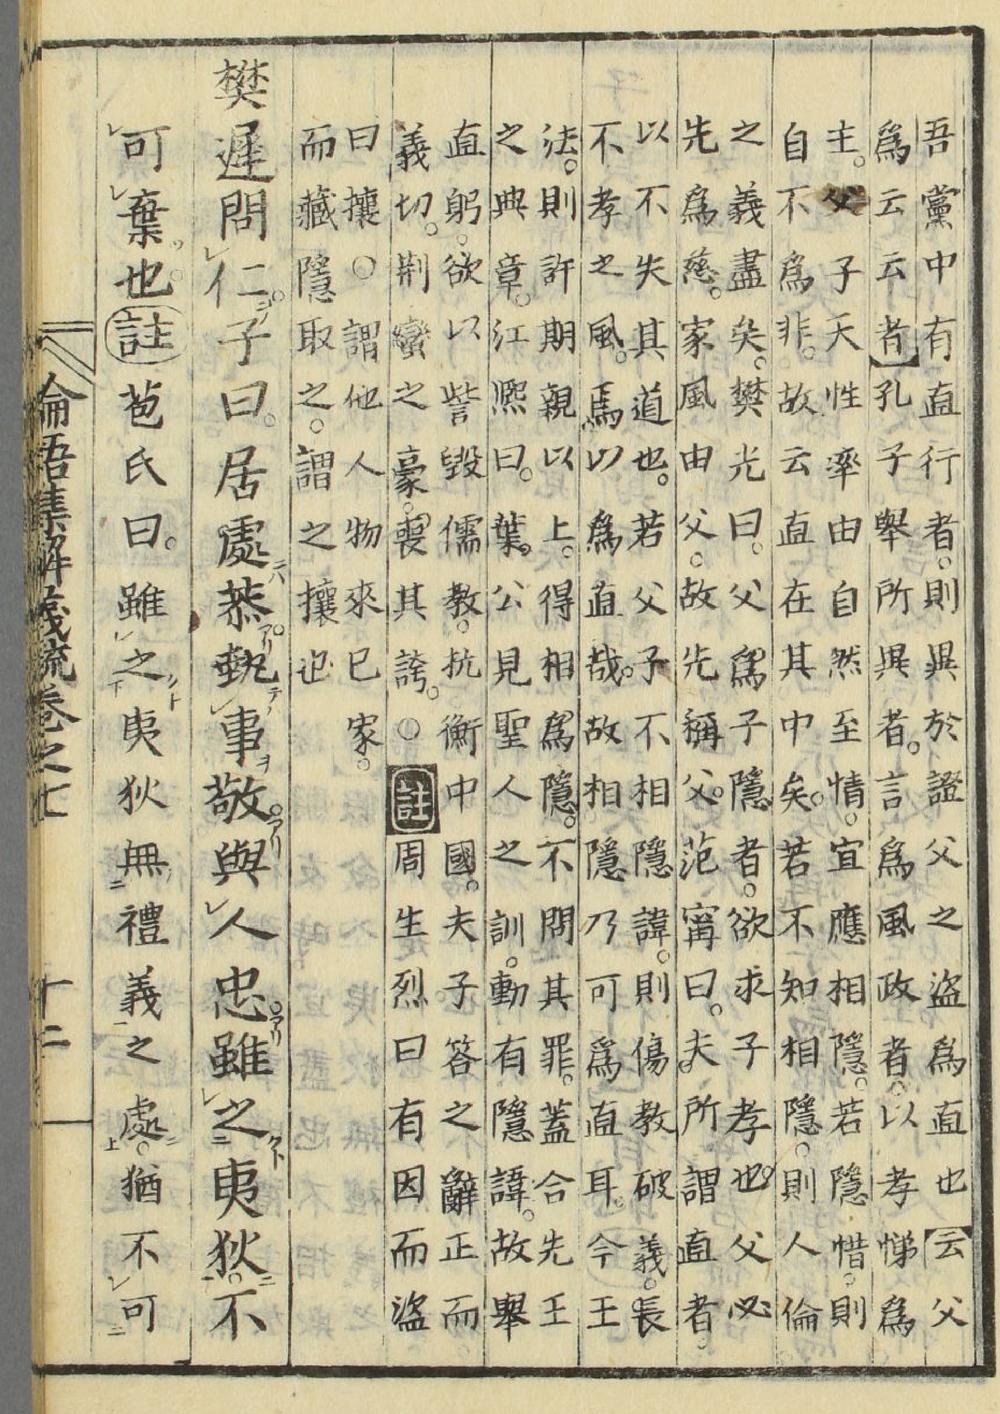 吾黨中有直行者。則異於證父之盜為直也【云父
為云云者】孔子舉所異者。言為風政者。以孝悌為
主。父子天性率由自然至情。宜應相隱。若隱惜。則
自不為非。故云直在其中矣。若不知相隱。則人倫
之義盡矣。樊光曰。父為子隱者。欲求子孝也。父必
先為慈。家風由父。故先稱父。范甯曰。夫所謂直者。
以不失其道也。若父子不相隱諱。則傷教破義。長
不孝之風。焉以為直哉。故相隱乃可為直耳。今王
法。則許期親以上。得相為隱。不問其罪。蓋合先王
之典章。江熈曰。葉公見聖人之訓。動有隱諱。故舉
直躬。欲以訾毀儒教。抗衡中國。夫子答之辭正而
義切。荆蠻之豪。喪其誇。〇註周生烈曰有因而盜
曰攘〇謂他人物來已家。
而藏隱取之。謂之攘也
樊遲問仁。子曰。居處恭執事敬與人忠雖之夷狄。不
可棄也註苞氏曰。雖之夷狄無禮義之處。猶不可
論語集解義疏卷之七 十二